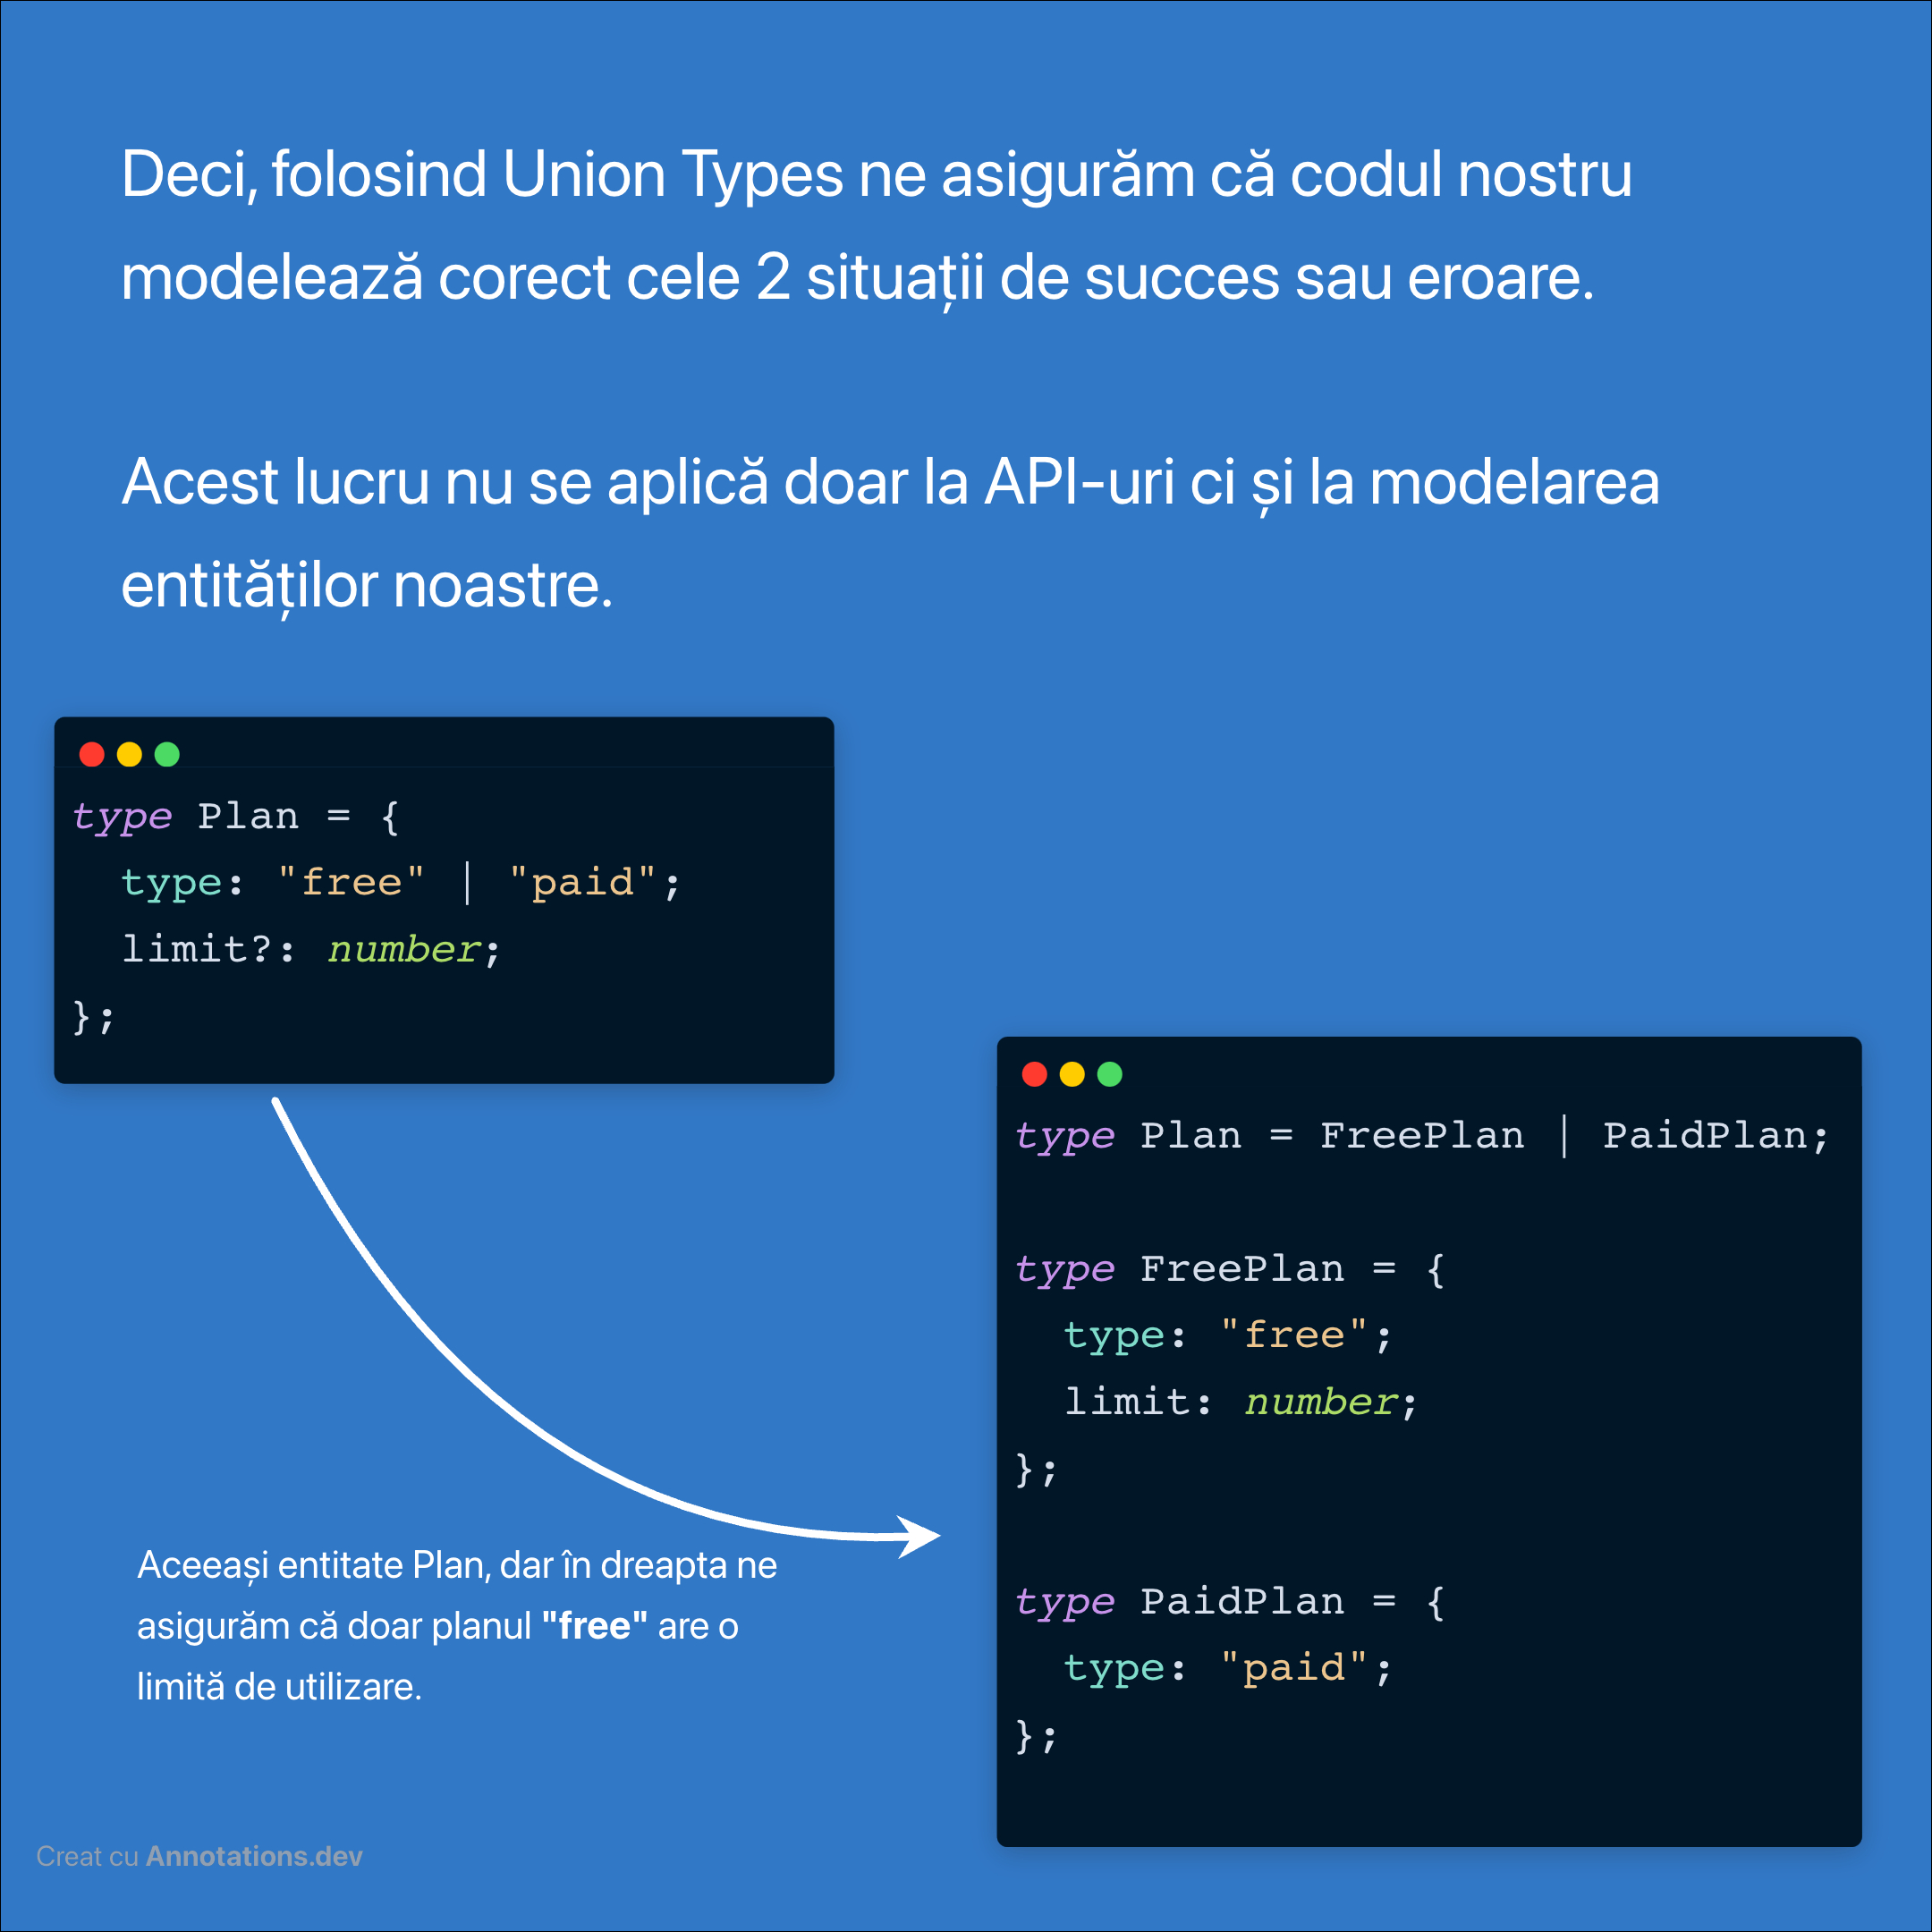 Deci, folosind Union Types ne asigurăm că codul nostru
modelează corect cele 2 situații de succes sau eroare.
Acest lucru nu se aplică doar la API-uri ci și la modelarea
entităților noastre.
type Plan = {
  type: "free" | "paid";
  limit?: number;
};
type Plan = FreePlan | PaidPlan;
type FreePlan = {
  type: "free";
  limit: number;
};
type PaidPlan = {
  type: "paid";
};
Aceeași entitate Plan, dar în dreapta ne
asigurăm că doar planul "free" are o
limită de utilizare.
Creat cu Annotations.dev